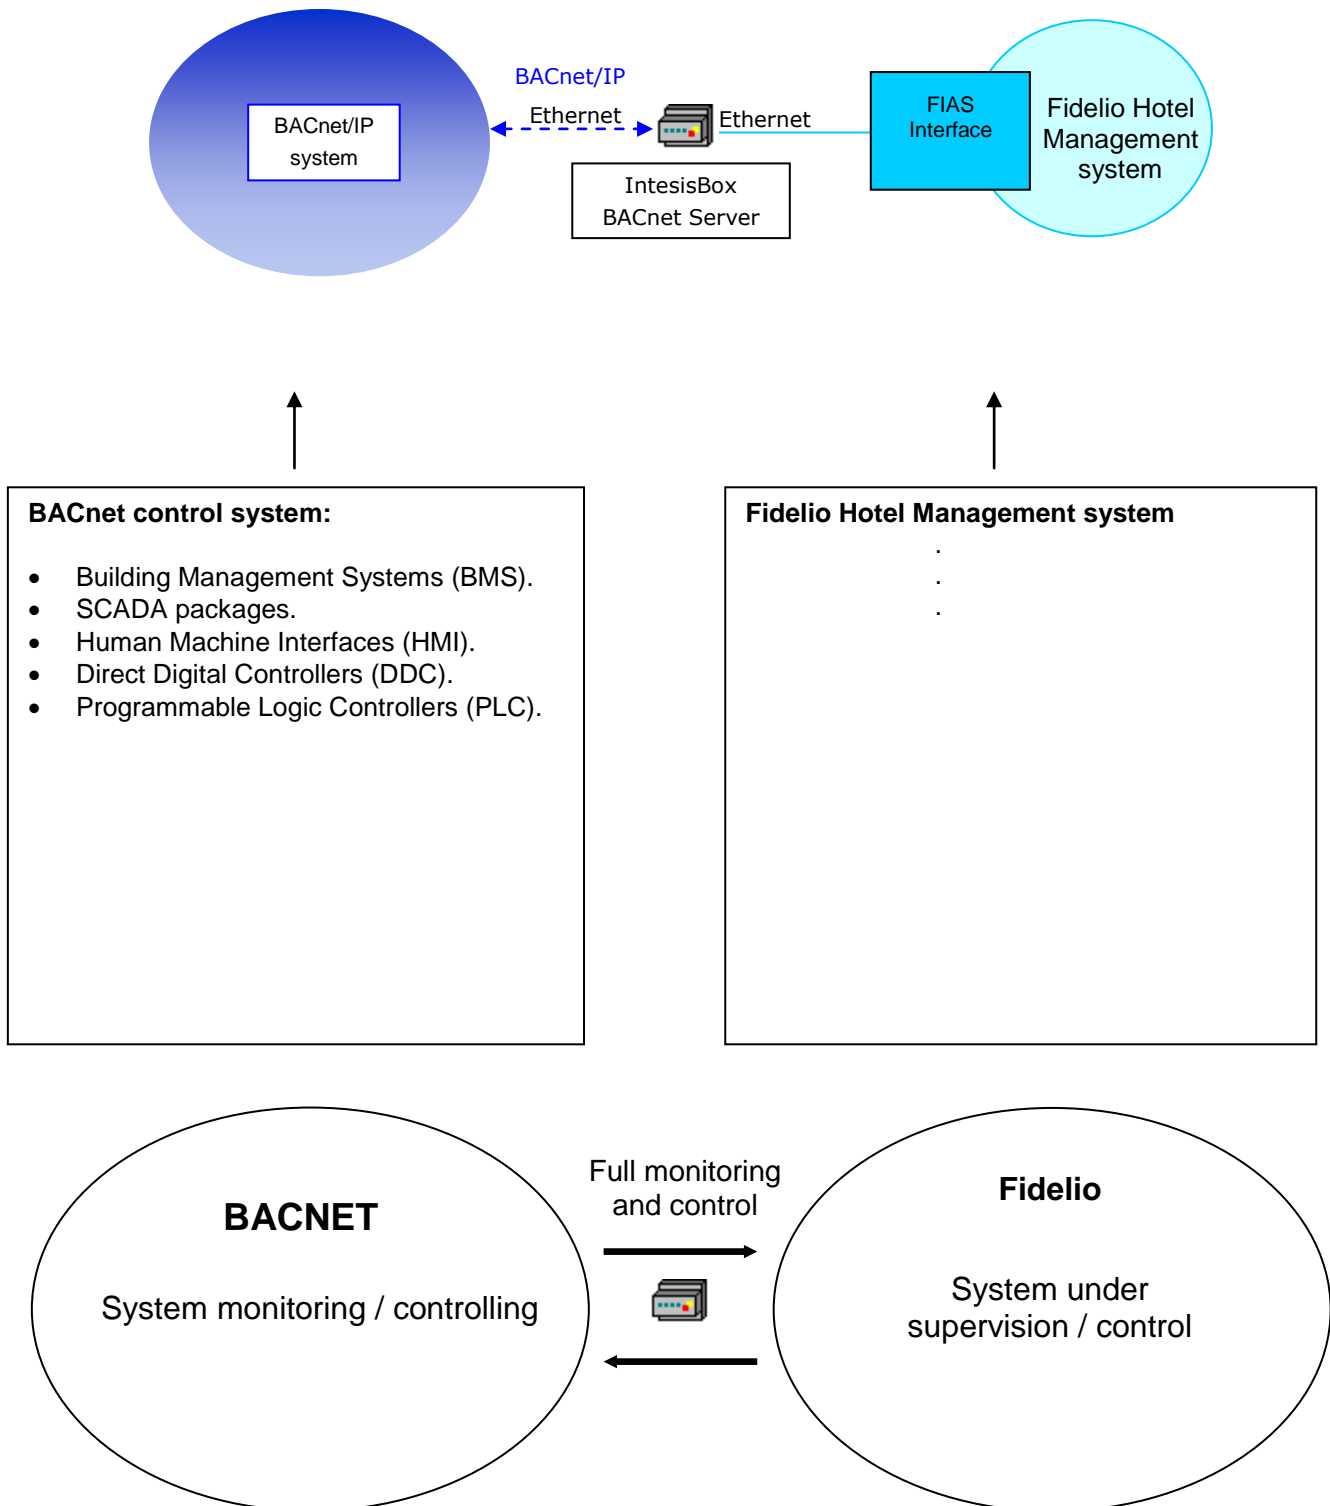 BACnet/IP
system
BACnet/IP
Ethernet
Ethernet
IntesisBox
BACnet Server
FIAS
Interface
Fidelio Hotel
Management
system
BACnet control system:
• Building Management Systems (BMS).
• SCADA packages.
• Human Machine Interfaces (HMI).
• Direct Digital Controllers (DDC).
• Programmable Logic Controllers (PLC).
Fidelio Hotel Management system
.
.
.
BACNET
System monitoring / controlling
Full monitoring
and control
Fidelio
System under
supervision / control